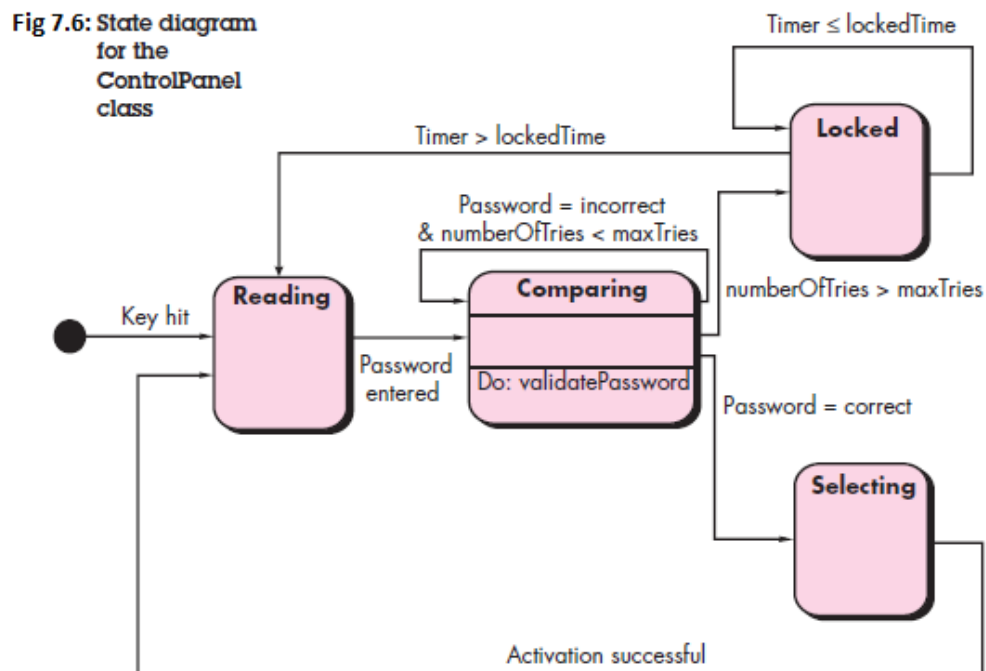 Fig 7.6: State diagram
for the
ControlPanel
class
Timer ≤ lockedTime
Locked
Timer > lockedTime
Password = incorrect
& numberOfTries < maxTries
Reading
Comparing
numberOfTries > maxTries
Key hit
Password
entered
Do: validatePassword
Password = correct
Selecting
Activation successful